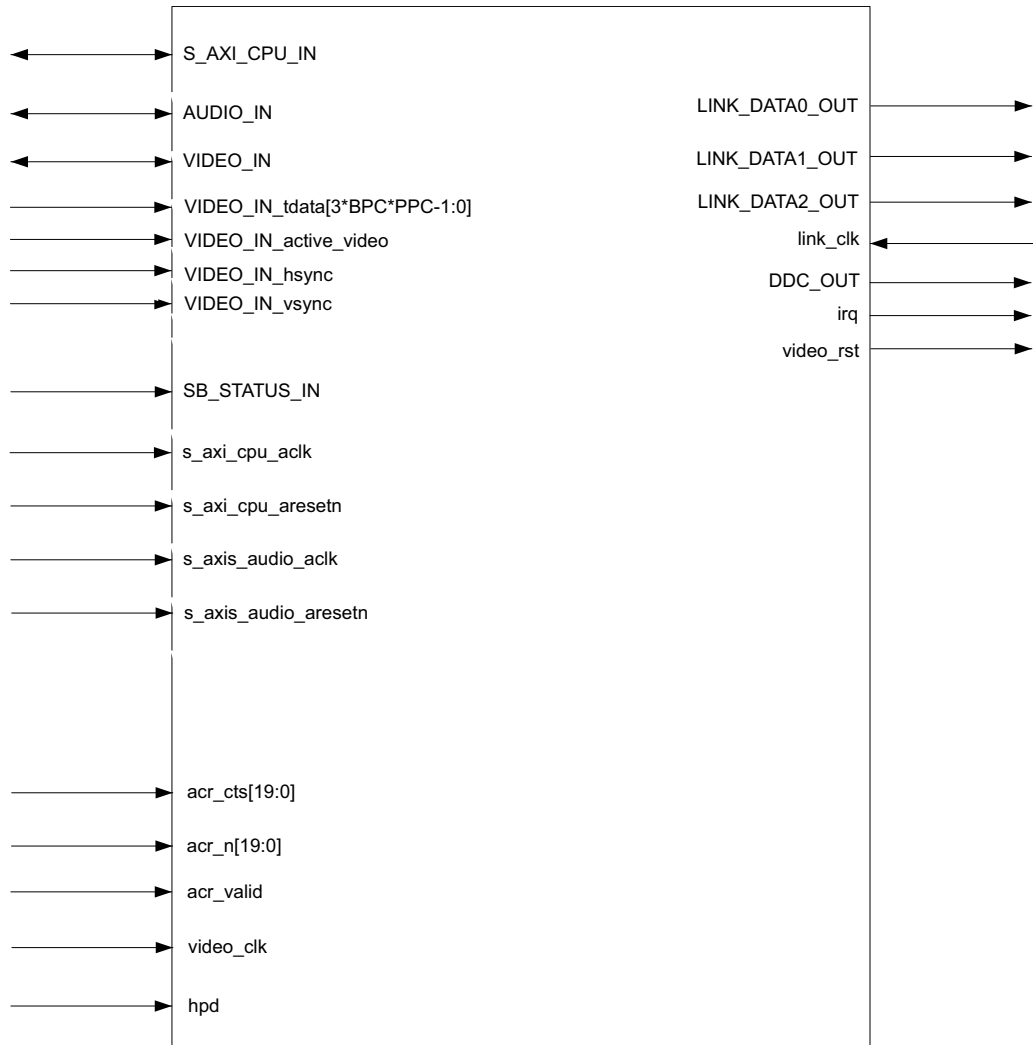 S_AXI_CPU_IN
AUDIO_IN
VIDEO_IN
VIDEO_IN_tdata[3*BPC*PPC-1:0]
VIDEO_IN_active_video
VIDEO_IN_hsync
VIDEO_IN_vsync
SB_STATUS_IN
s_axi_cpu_aclk
s_axi_cpu_aresetn
s_axis_audio_aclk
s_axis_audio_aresetn
acr_cts[19:0]
acr_n[19:0]
acr_valid
video_clk
hpd
LINK_DATA0_OUT
LINK_DATA1_OUT
LINK_DATA2_OUT
link_clk
DDC_OUT
irq
video_rst